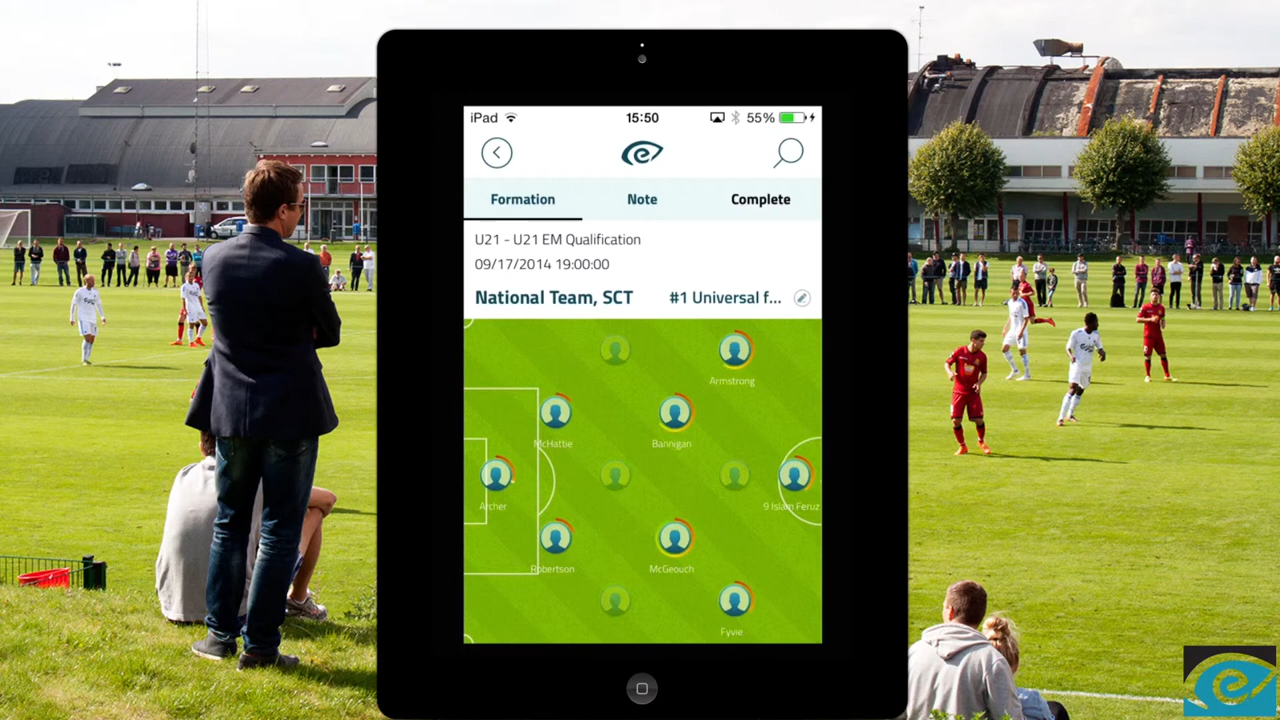 iPad 15:50 55%
Formation Note Complete
U21 - U21 EM Qualification
09/17/2014 19:00:00
National Team, SCT #1 Universal f...
Armstrong
McHattie Bannigan
Archer 9 Islam Feruz
Robertson McGeouch
Fyvie